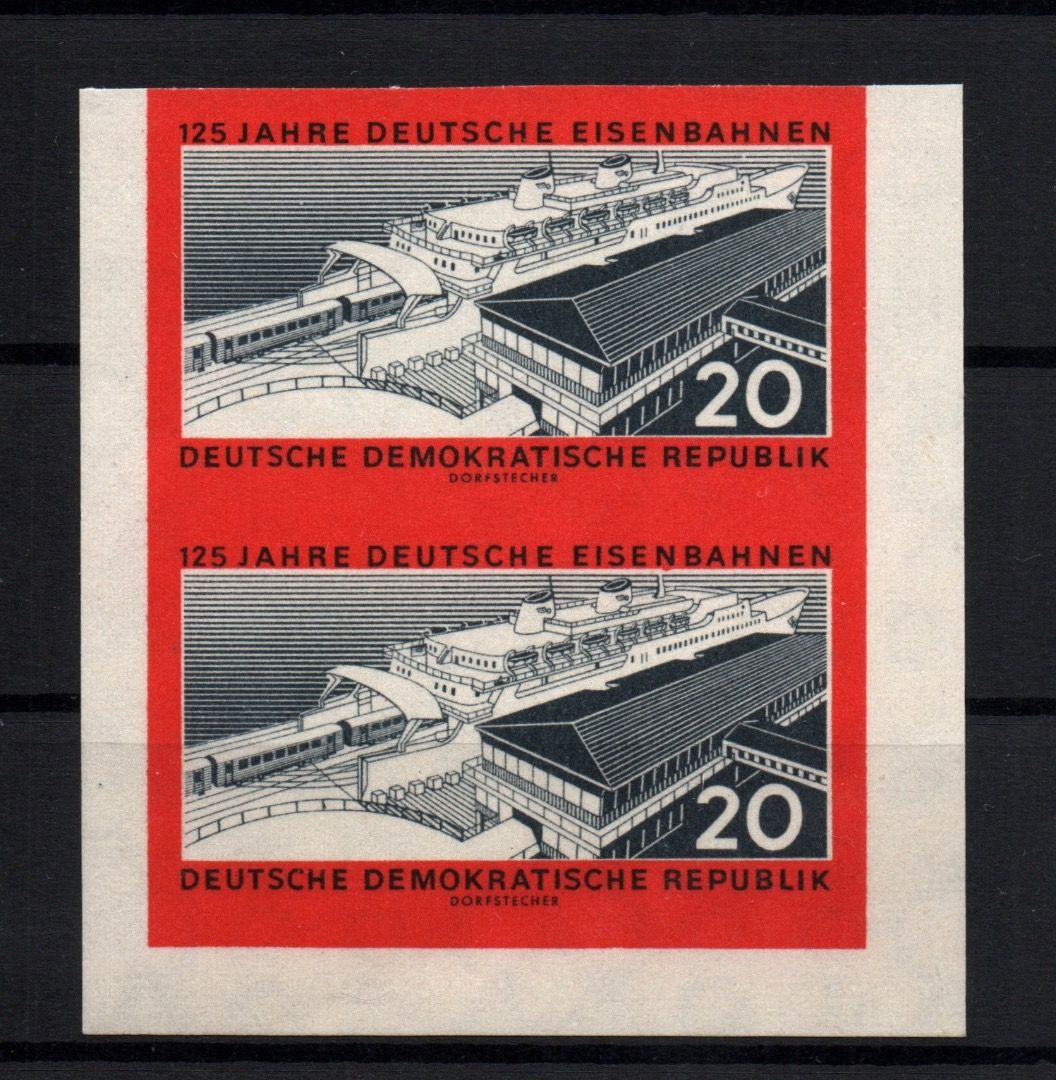 125 JAHRE DEUTSCHE EISENBAHNEN
20
DEUTSCHE DEMOKRATISCHE REPUBLIK
DORFSTECHER
125 JAHRE DEUTSCHE EISENBAHNEN
20
DEUTSCHE DEMOKRATISCHE REPUBLIK
DORFSTECHER